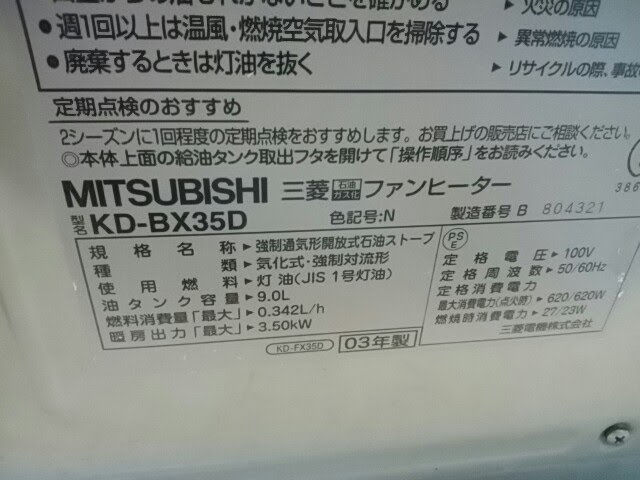 ●週1回以上は温風・燃焼空気取入口を掃除する
●廃棄するときは灯油を抜く
▶火災の原因
▶異常燃焼の原因
▶リサイクルの際、事故
定期点検のおすすめ
2シーズンに1回程度の定期点検をおすすめします。お買上げの販売店にご相談ください。
◎本体上面の給油タンク取出フタを開けて「操作順序」をお読みください。
386
MITSUBISHI 三菱 石油ガス化 ファンヒーター
型名 KD-BX35D 色記号:N 製造番号 B 804321
規格名称▶強制通気形開放式石油ストーブ
種類▶気化式・強制対流形
使用燃料▶灯油(JIS 1号灯油)
油タンク容量▶9.0L
燃料消費量「最大」▶0.342L/h
暖房出力「最大」▶3.50kW
PSE
定格電圧▶100V
定格周波数▶50/60Hz
定格消費電力
最大消費電力(点火時)▶620/620W
燃焼時消費電力▶27/23W
三菱電機株式会社
KD-FX35D
03年製